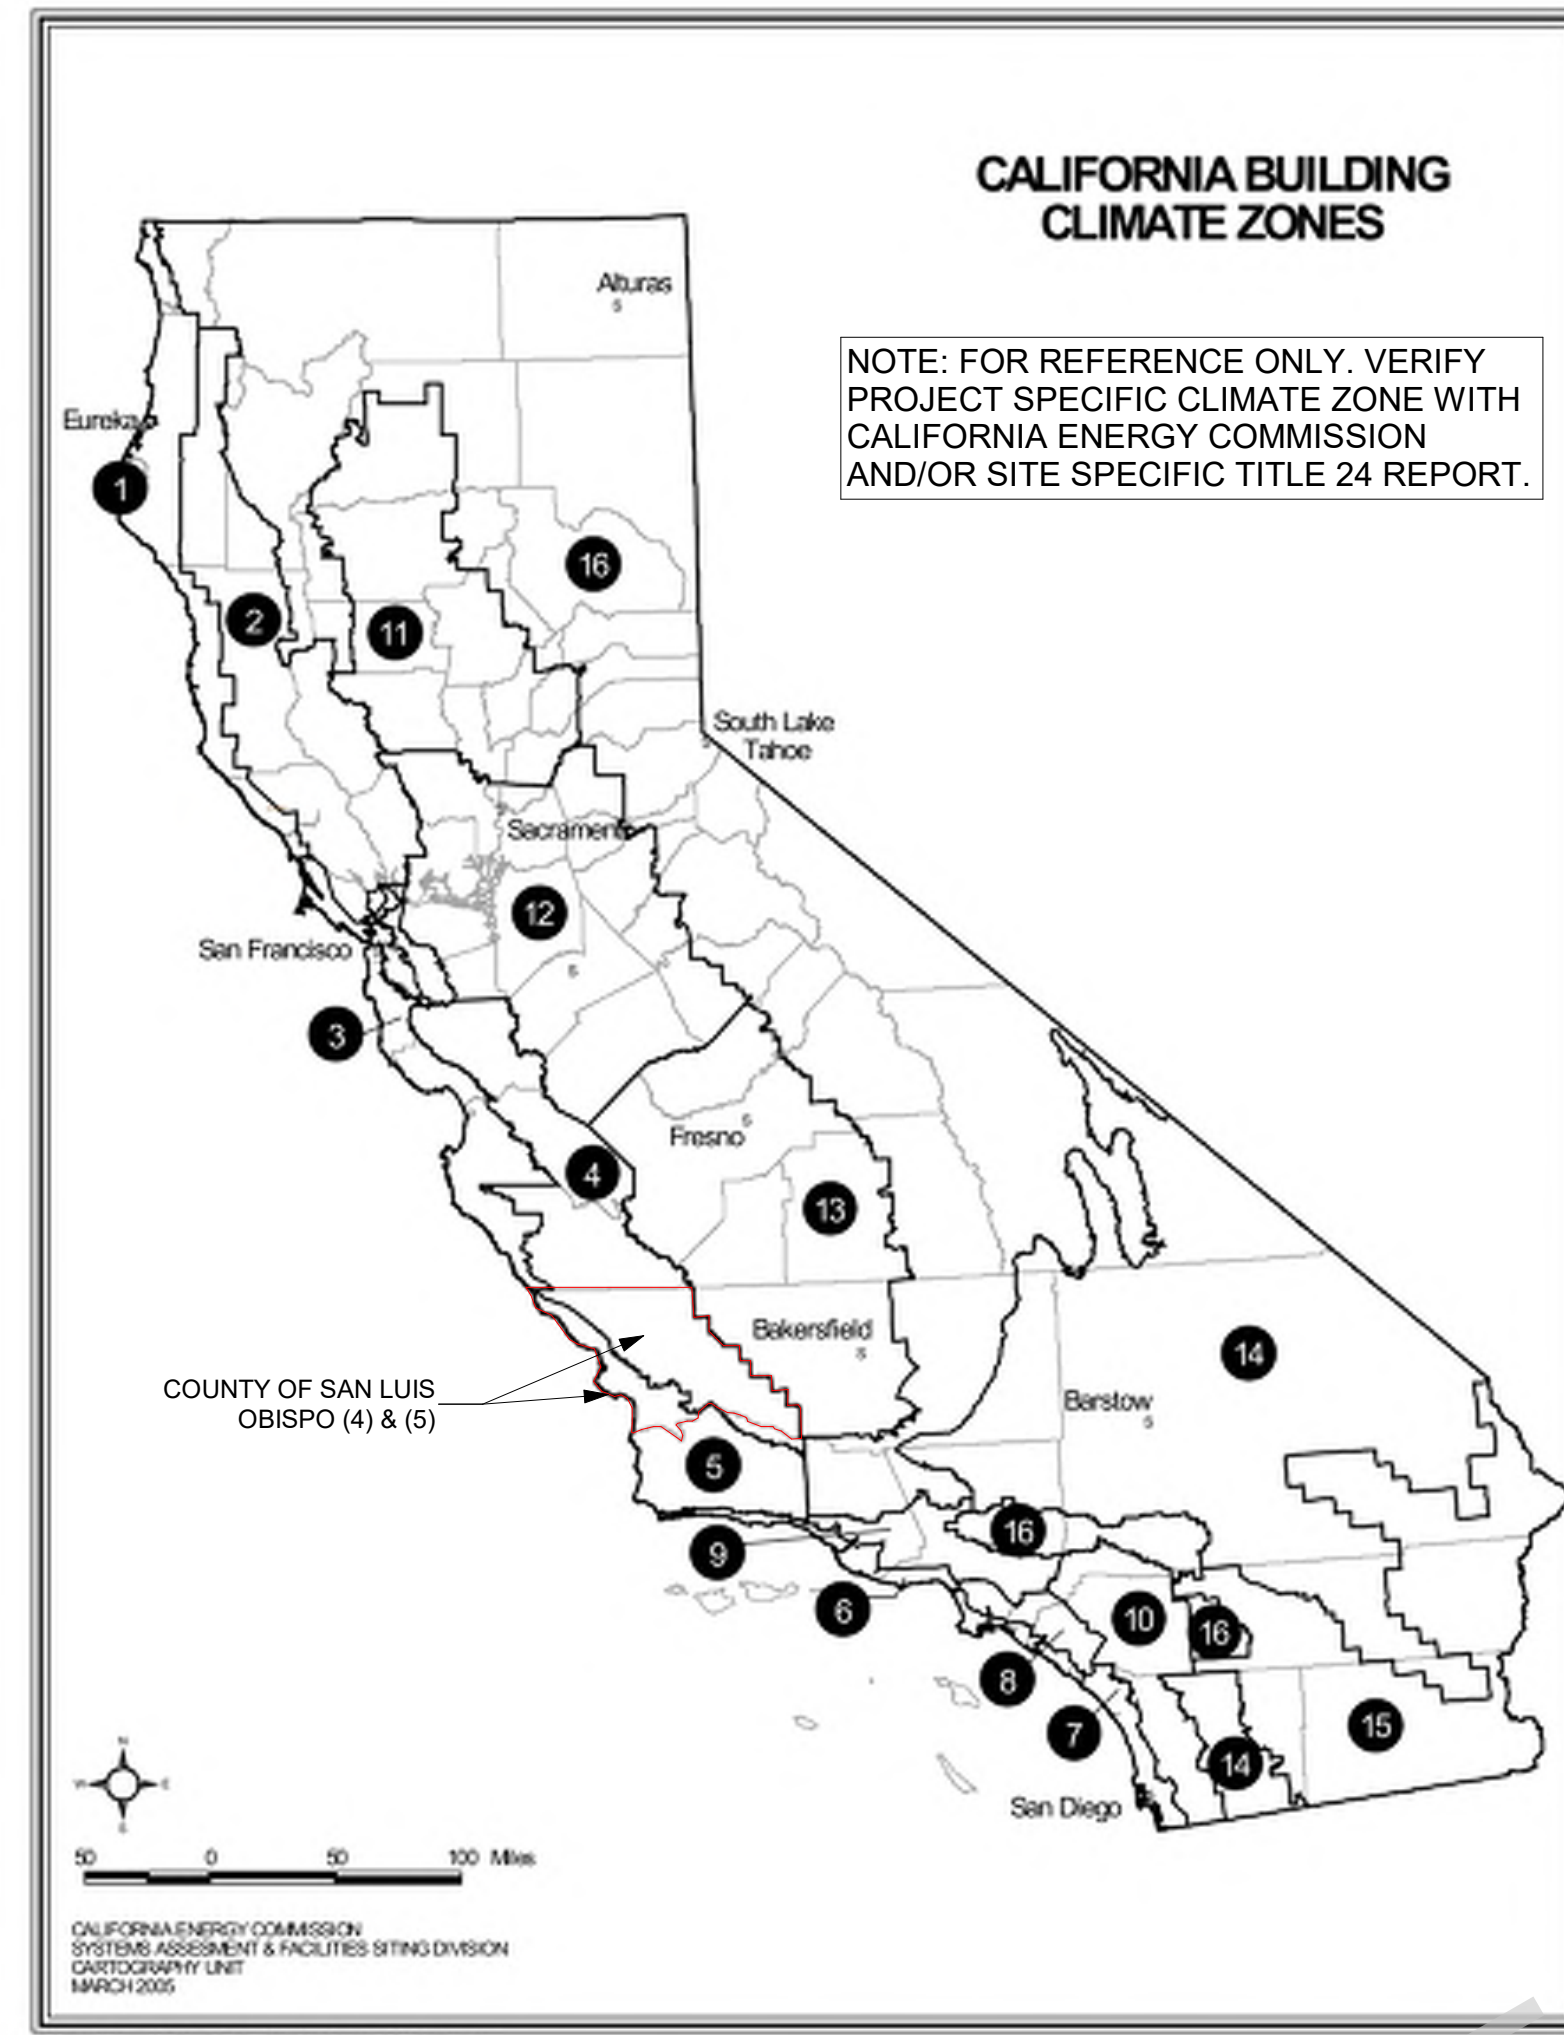 CALIFORNIA BUILDING
CLIMATE ZONES
Alturas
NOTE: FOR REFERENCE ONLY. VERIFY
PROJECT SPECIFIC CLIMATE ZONE WITH
CALIFORNIA ENERGY COMMISSION
AND/OR SITE SPECIFIC TITLE 24 REPORT.
Eureka
1
16
2
11
South Lake
Tahoe
Sacramento
12
San Francisco
3
Fresno
4
13
Bakersfield
14
COUNTY OF SAN LUIS
OBISPO (4) & (5)
Barstow
5
16
9
6
10
16
8
7
15
14
San Diego
N
W
E
S
50 0 50 100 Miles
CALIFORNIA ENERGY COMMISSION
SYSTEMS ASSESMENT & FACILITIES SITING DIVISION
CARTOGRAPHY UNIT
MARCH 2005